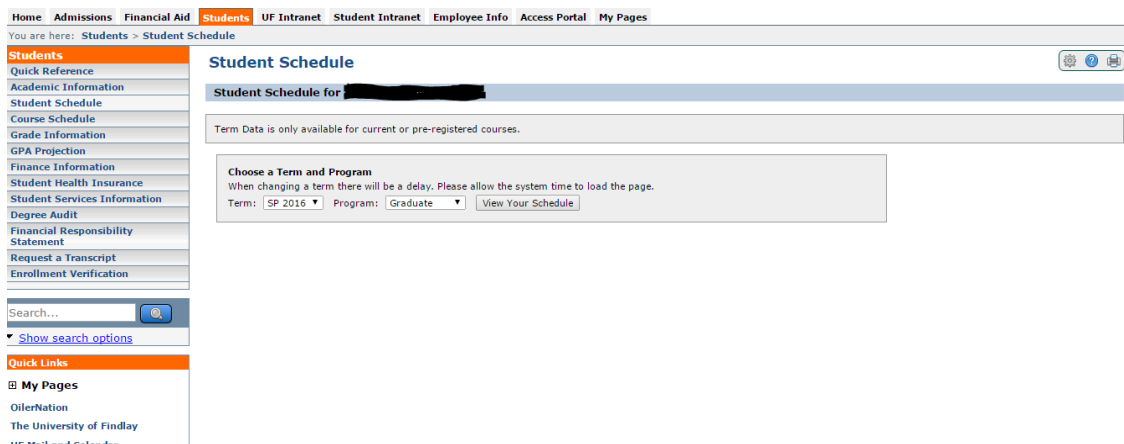 Home Admissions Financial Aid Students UF Intranet Student Intranet Employee Info Access Portal My Pages
You are here: Students > Student Schedule
Students
Quick Reference
Academic Information
Student Schedule
Course Schedule
Grade Information
GPA Projection
Finance Information
Student Health Insurance
Student Services Information
Degree Audit
Financial Responsibility
Statement
Request a Transcript
Enrollment Verification
Search...
Show search options
Quick Links
My Pages
OilerNation
The University of Findlay
UF Mail and Calendar
Student Schedule
Student Schedule for
Term Data is only available for current or pre-registered courses.
Choose a Term and Program
When changing a term there will be a delay. Please allow the system time to load the page.
Term: SP 2016 Program: Graduate View Your Schedule